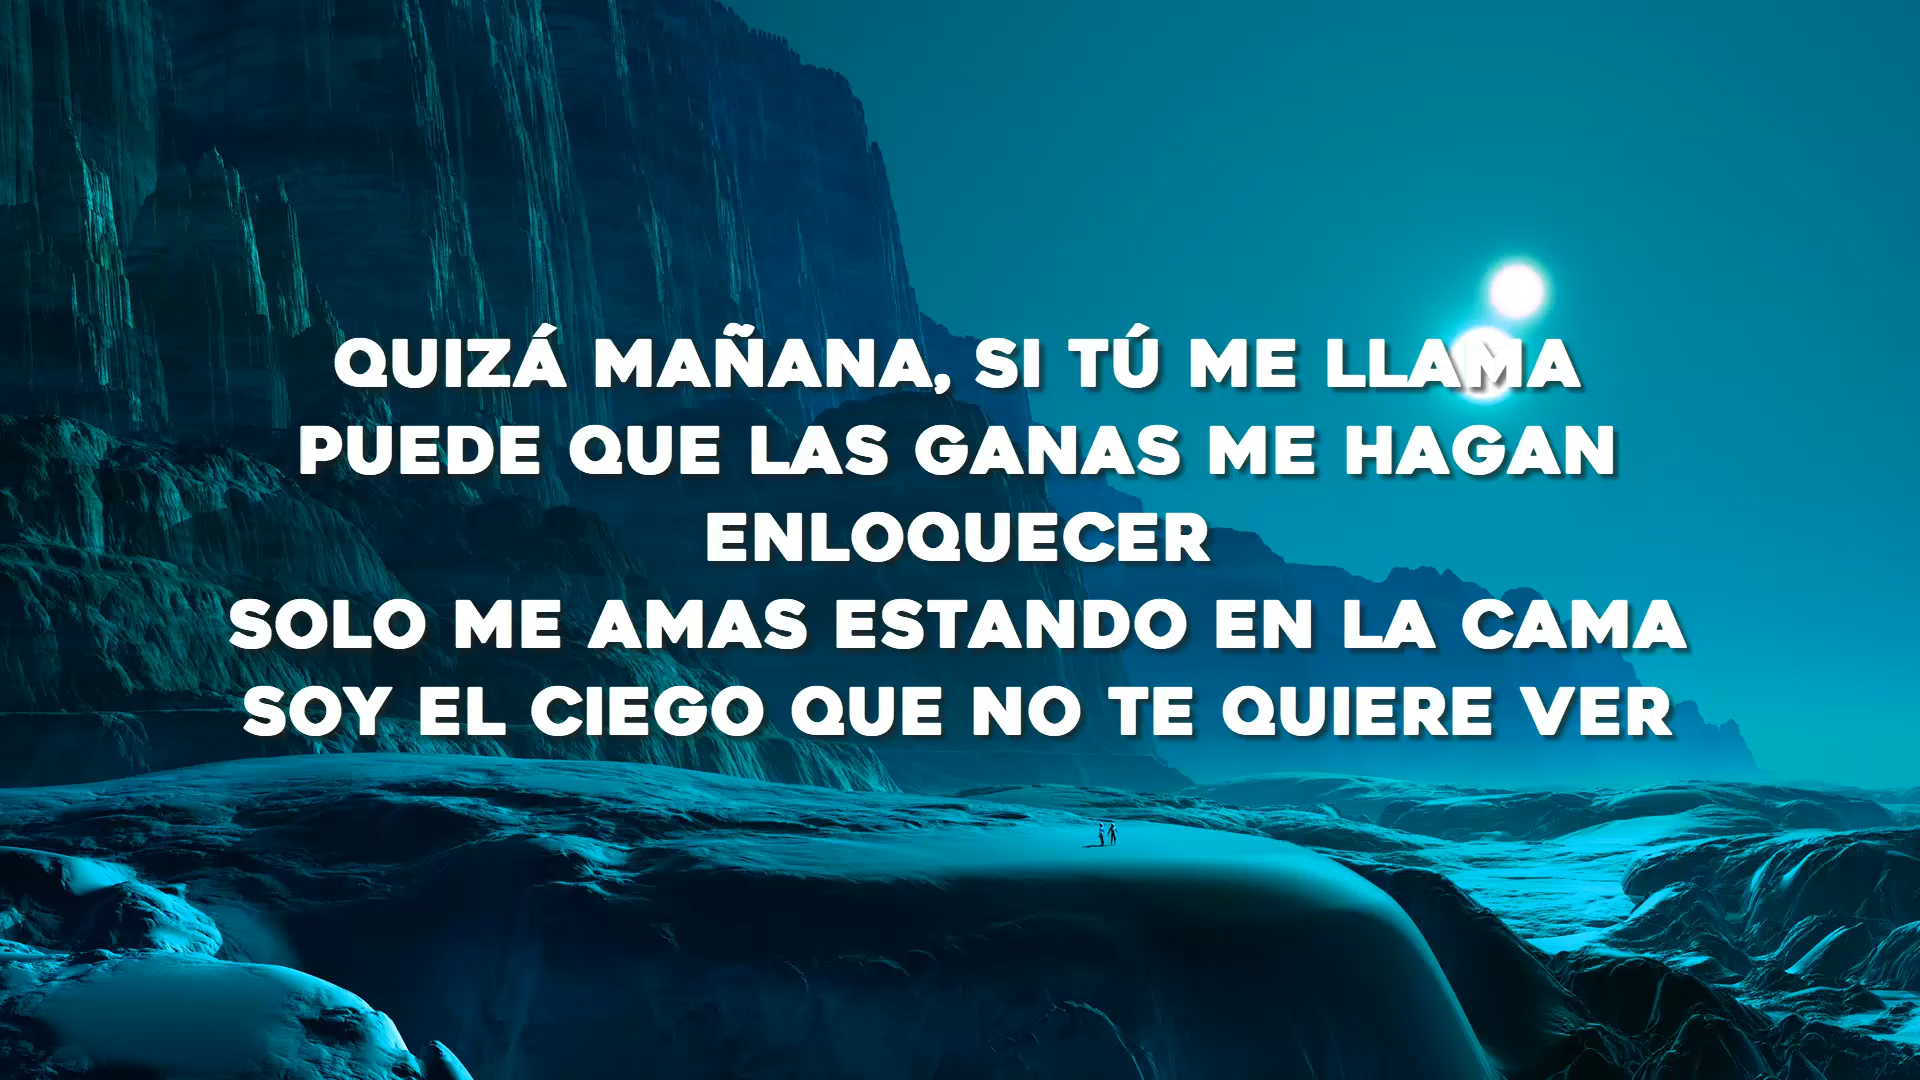 QUIZÁ MAÑANA, SI TÚ ME LLAMA
PUEDE QUE LAS GANAS ME HAGAN
ENLOQUECER
SOLO ME AMAS ESTANDO EN LA CAMA
SOY EL CIEGO QUE NO TE QUIERE VER